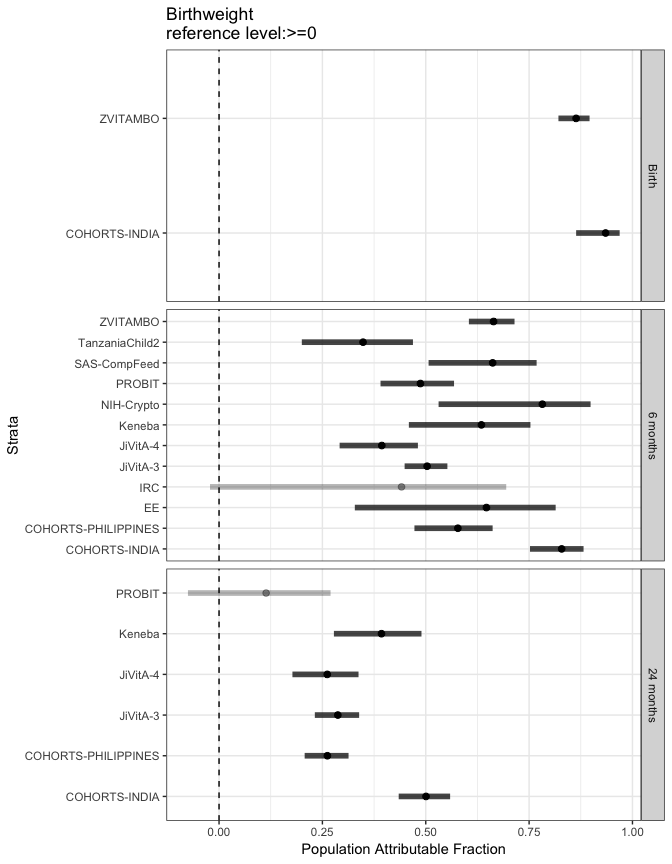 Birthweight
reference level:>=0
ZVITAMBO
COHORTS-INDIA
Birth
ZVITAMBO
TanzaniaChild2
SAS-CompFeed
PROBIT
NIH-Crypto
Keneba
JiVitA-4
JiVitA-3
IRC
EE
COHORTS-PHILIPPINES
COHORTS-INDIA
6 months
PROBIT
Keneba
JiVitA-4
JiVitA-3
COHORTS-PHILIPPINES
COHORTS-INDIA
24 months
Strata
0.00 0.25 0.50 0.75 1.00
Population Attributable Fraction